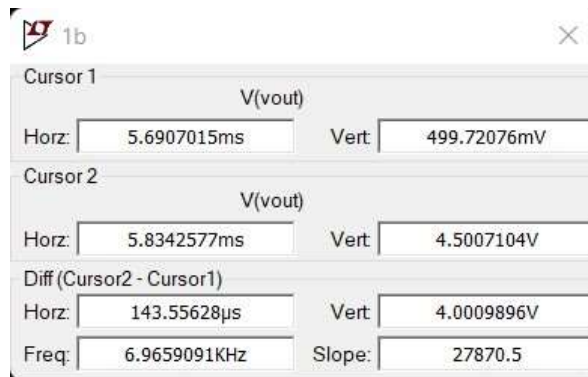 1b
Cursor 1
V(vout)
Horz: 5.6907015ms Vert: 499.72076mV
Cursor 2
V(vout)
Horz: 5.8342577ms Vert: 4.5007104V
Diff (Cursor2 - Cursor1)
Horz: 143.55628µs Vert: 4.0009896V
Freq: 6.9659091KHz Slope: 27870.5